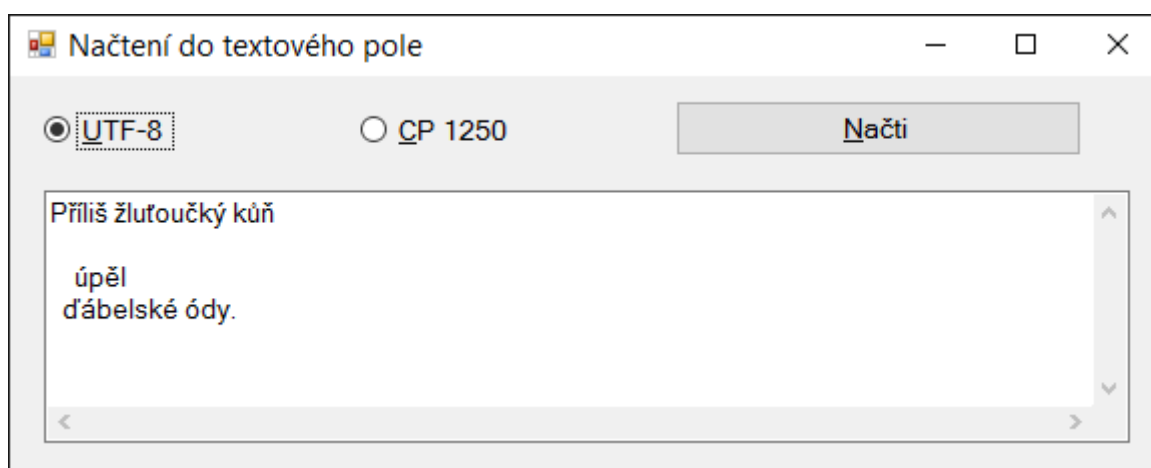 Načtení do textového pole
UTF-8 CP 1250 Načti
Příliš žluťoučký kůň
úpěl
ďábelské ódy.